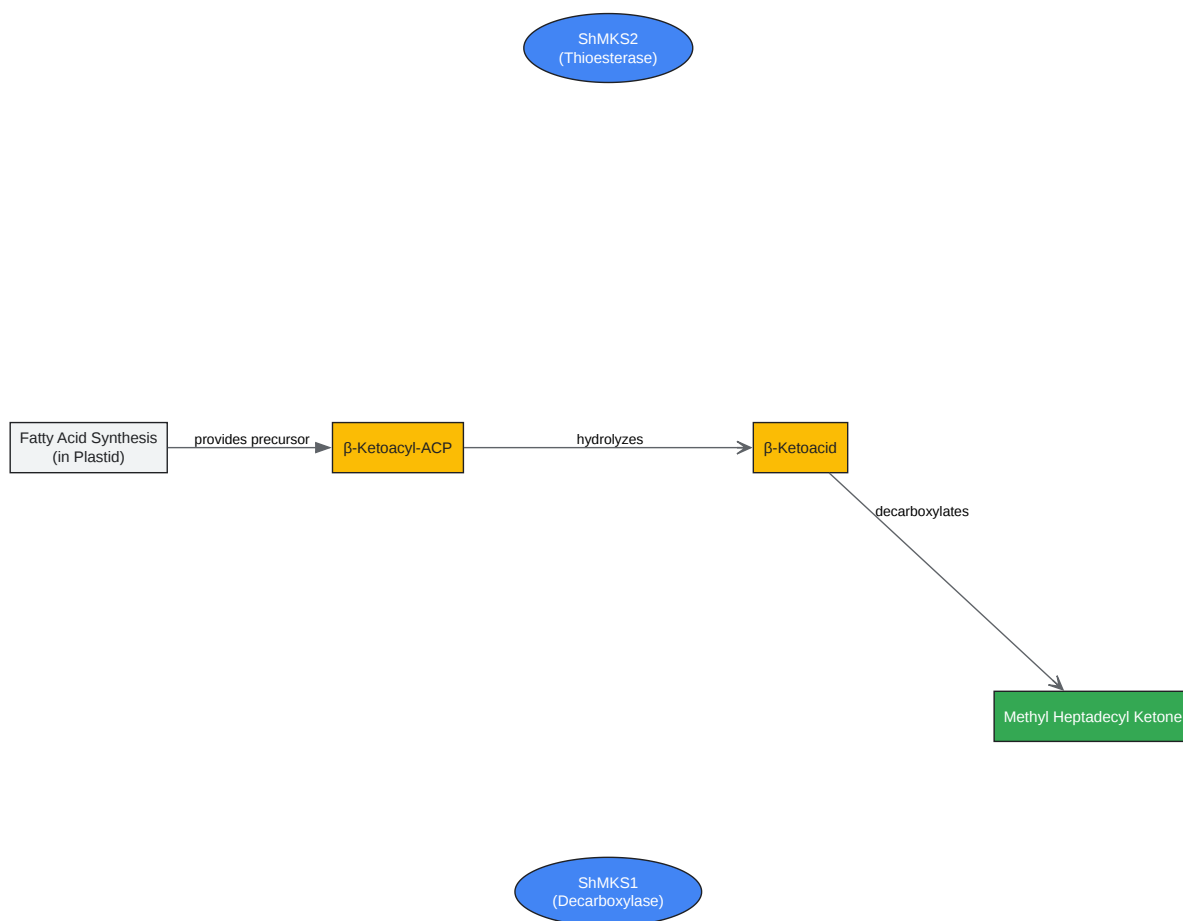 ShMKS2
(Thioesterase)
Fatty Acid Synthesis
(in Plastid)
provides precursor
β-Ketoacyl-ACP
hydrolyzes
β-Ketoacid
decarboxylates
Methyl Heptadecyl Ketone
ShMKS1
(Decarboxylase)